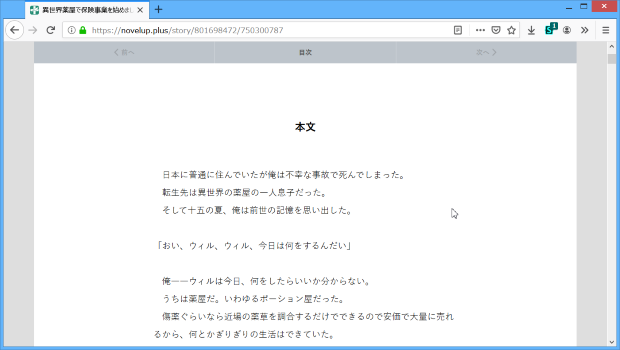 異世界薬屋で保険事業を始めまし
https://novelup.plus/story/801698472/750300787
前へ
目次
次へ
本文
日本に普通に住んでいたが俺は不幸な事故で死んでしまった。
転生先は異世界の薬屋の一人息子だった。
そして十五の夏、俺は前世の記憶を思い出した。
「おい、ウィル、ウィル、今日は何をするんだい」
俺――ウィルは今日、何をしたらいいか分からない。
うちは薬屋だ。いわゆるポーション屋だった。
傷薬ぐらいなら近場の薬草を調合するだけでできるので安価で大量に売れ
るから、何とかぎりぎりの生活はできていた。